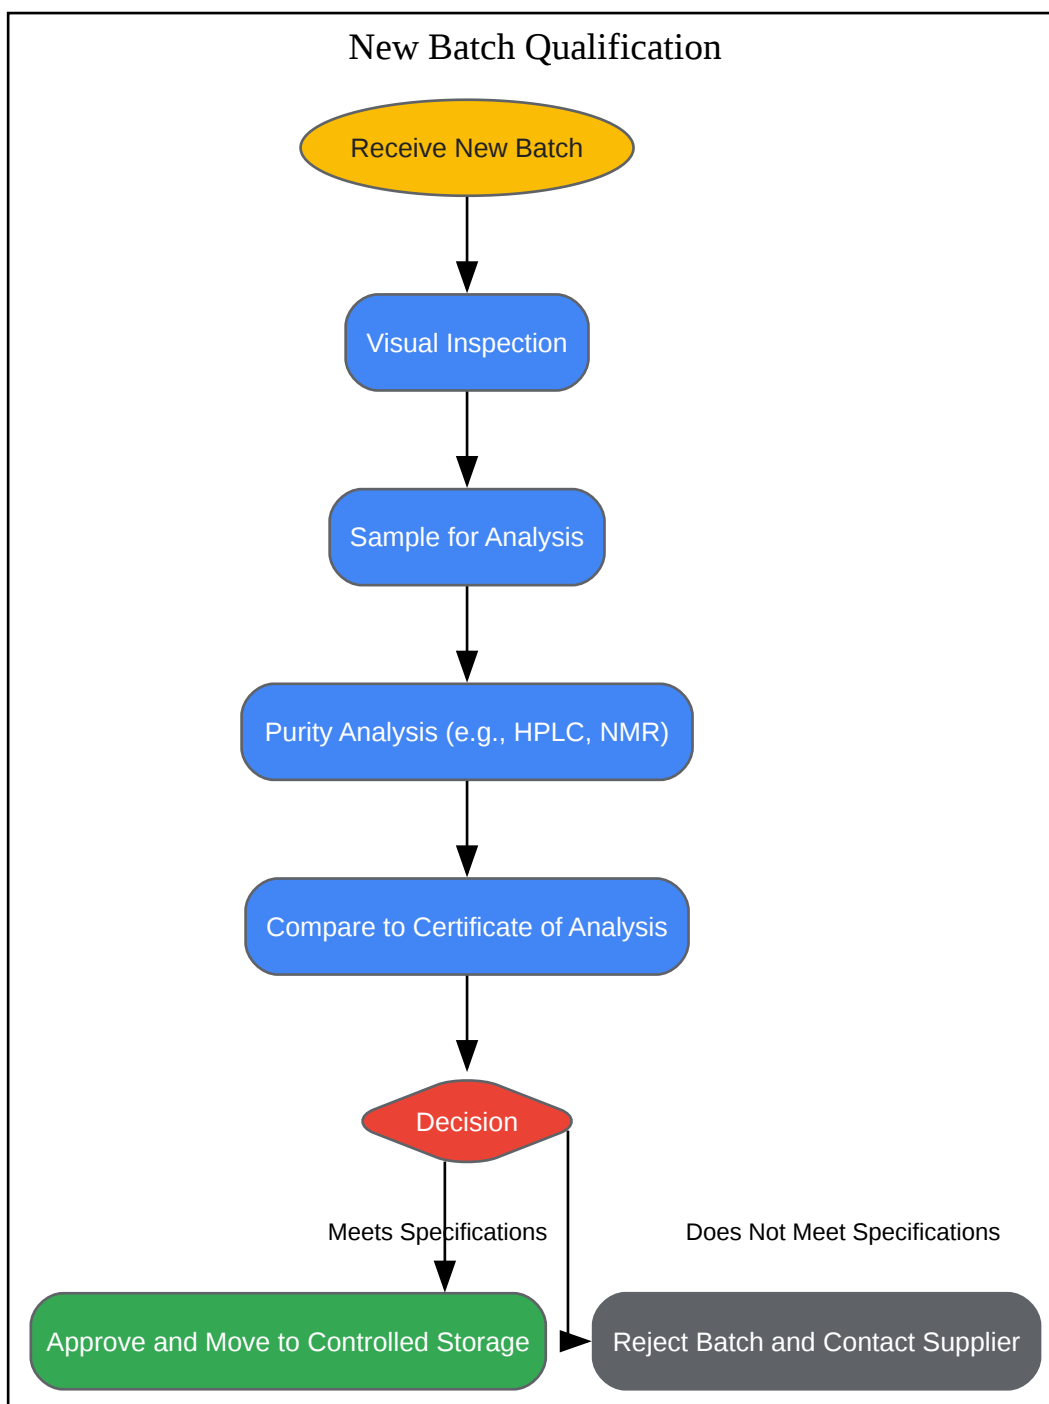 New Batch Qualification
Receive New Batch
Visual Inspection
Sample for Analysis
Purity Analysis (e.g., HPLC, NMR)
Compare to Certificate of Analysis
Decision
Meets Specifications
Does Not Meet Specifications
Approve and Move to Controlled Storage
Reject Batch and Contact Supplier